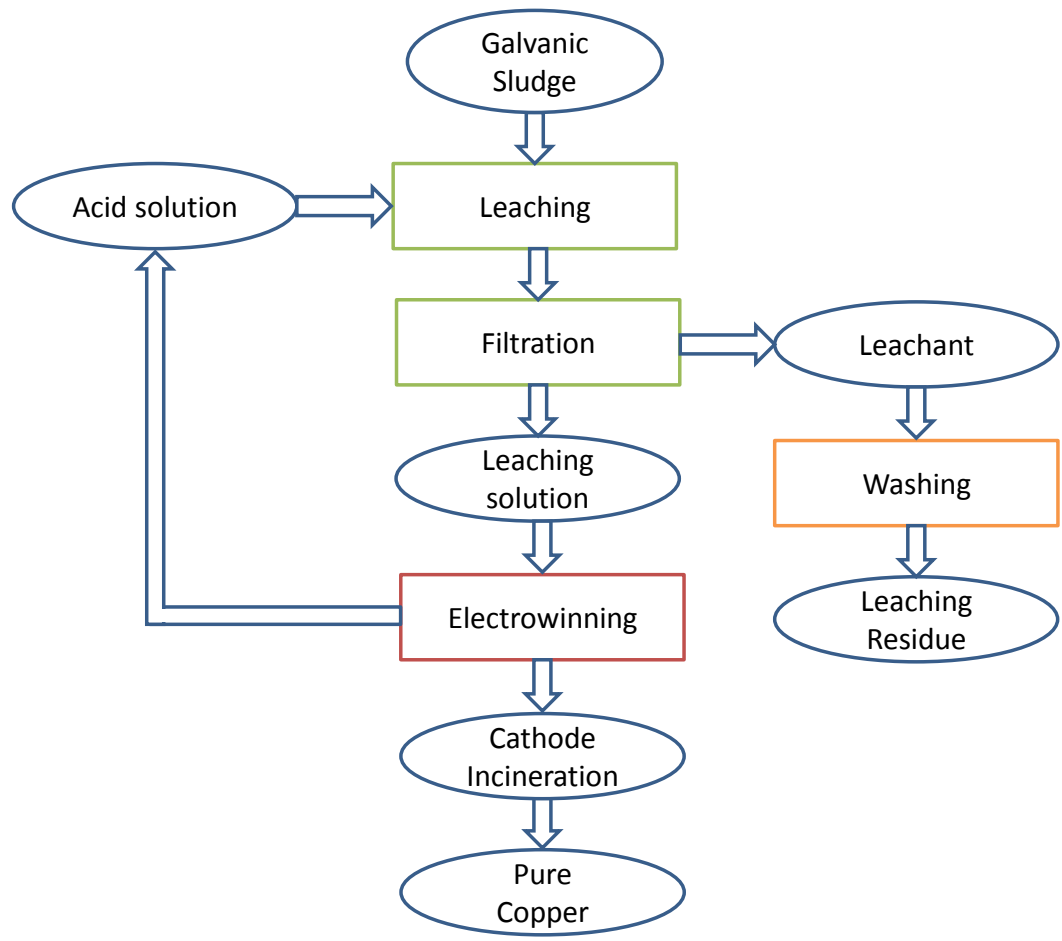 Galvanic
Sludge
Acid solution
Leaching
Filtration
Leachant
Leaching
solution
Washing
Electrowinning
Leaching
Residue
Cathode
Incineration
Pure
Copper